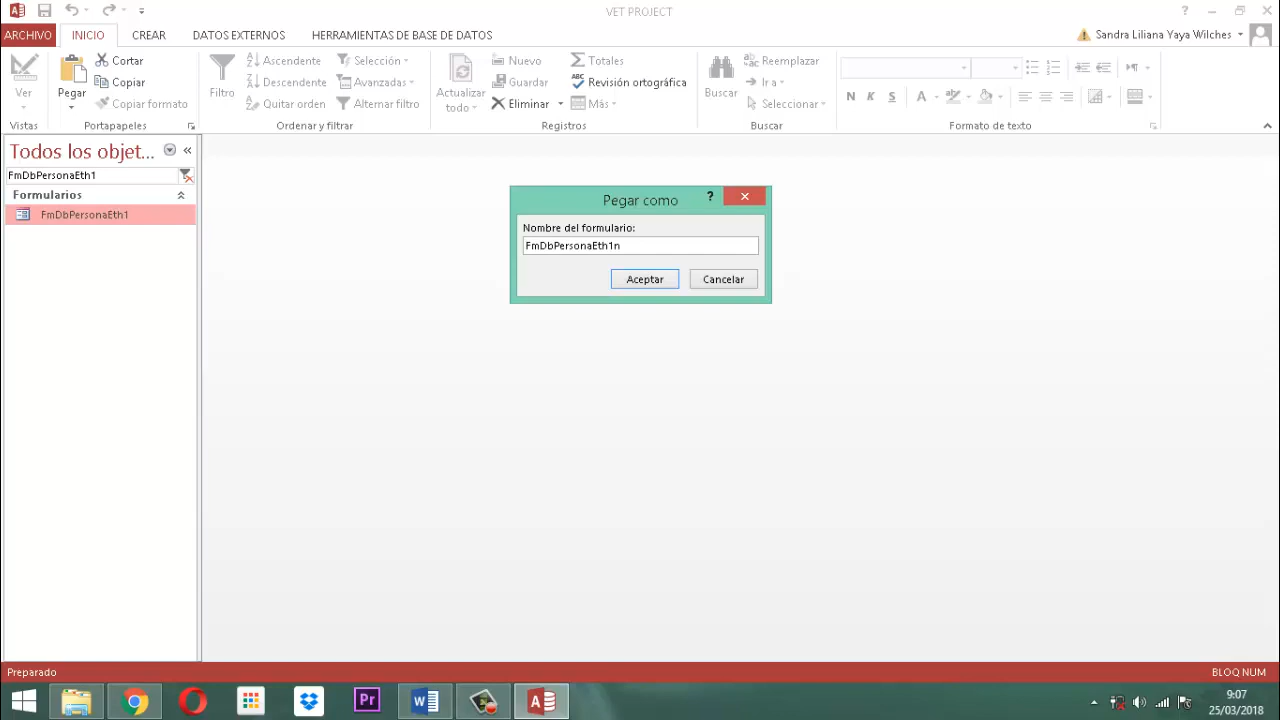 VET PROJECT
ARCHIVO INICIO CREAR DATOS EXTERNOS HERRAMIENTAS DE BASE DE DATOS Sandra Liliana Yaya Wilches
Ver
Vistas
Pegar
Cortar
Copiar
Copiar formato
Portapapeles
Filtro
Ascendente
Descendente
Quitar orden
Selección
Avanzadas
Alternar filtro
Ordenar y filtrar
Actualizar
todo
Nuevo
Guardar
Eliminar
Totales
Revisión ortográfica
Más
Registros
Buscar
Reemplazar
Ir a
Seleccionar
Buscar
N K S A
Formato de texto
Todos los objet...
FmDbPersonaEth1
Formularios
FmDbPersonaEth1
Pegar como
Nombre del formulario:
FmDbPersonaEth1n
Aceptar Cancelar
Preparado BLOQ NUM
Pr
9:07
25/03/2018